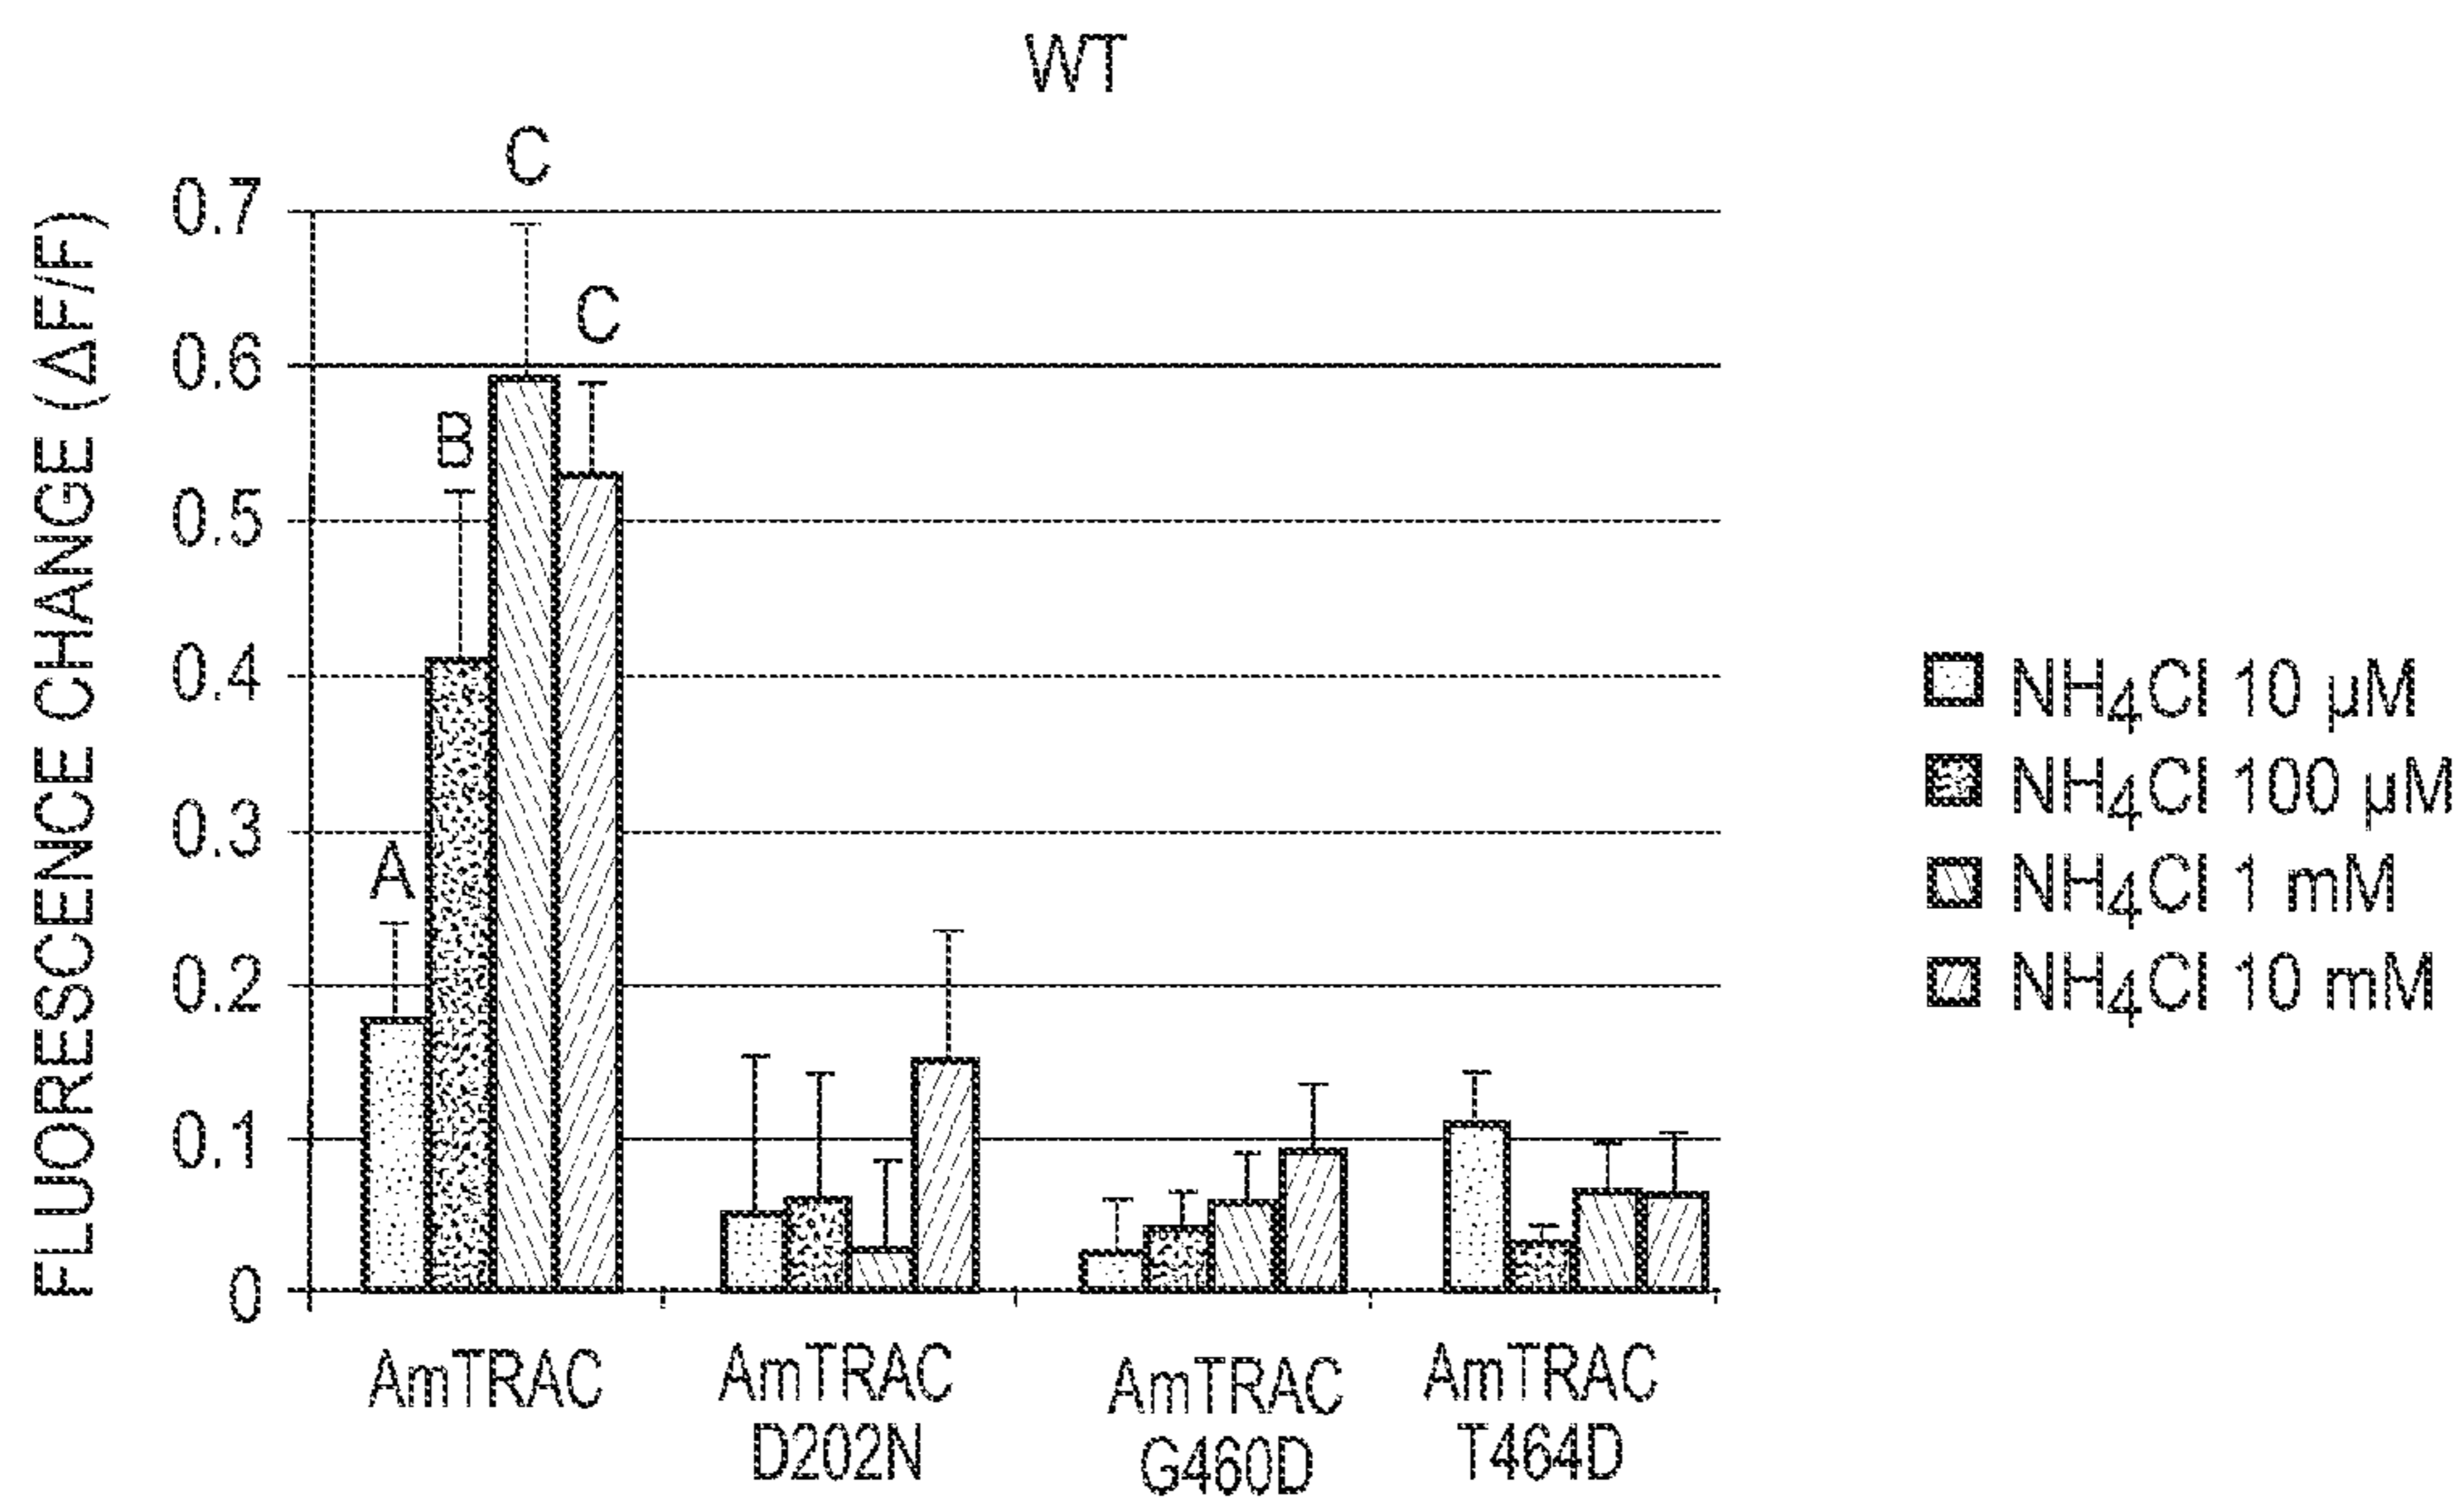 WT
FLUORESCENCE CHANGE (ΔF/F)
0.7
0.6
0.5
0.4
0.3
0.2
0.1
0
A
B
C
C
AmTRAC
AmTRAC
D202N
AmTRAC
G460D
AmTRAC
T464D
NH₄Cl 10 µM
NH₄Cl 100 µM
NH₄Cl 1 mM
NH₄Cl 10 mM